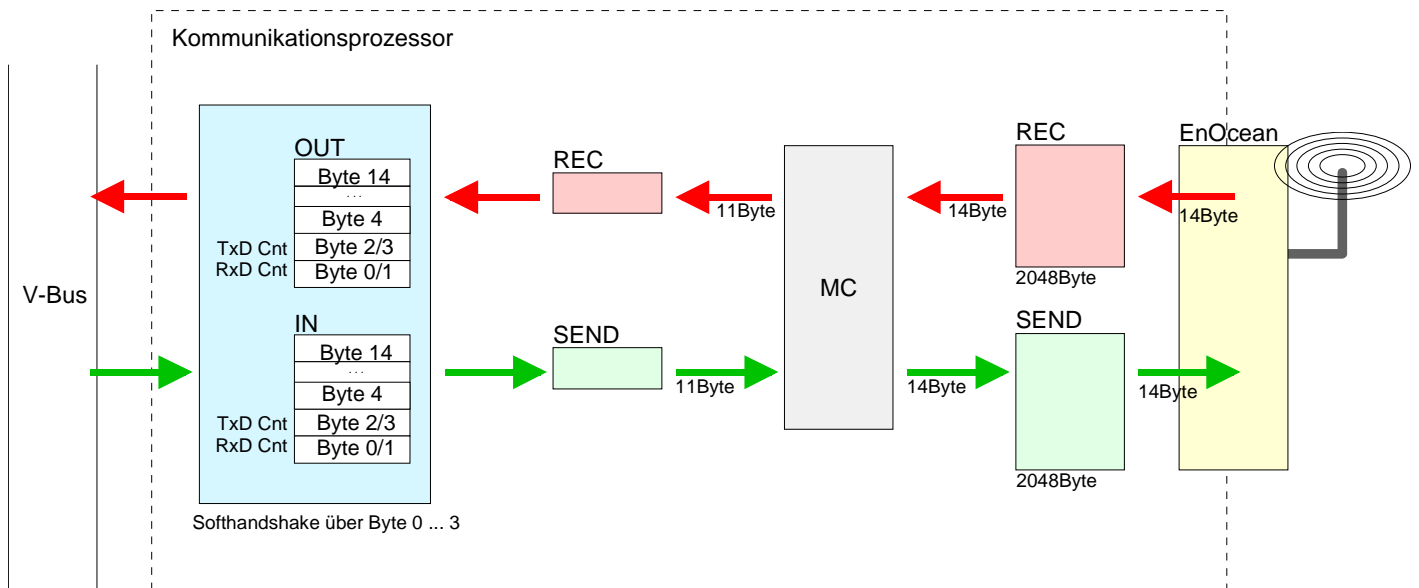 Kommunikationsprozessor
V-Bus
OUT
Byte 14
...
Byte 4
TxD Cnt Byte 2/3
RxD Cnt Byte 0/1
IN
Byte 14
...
Byte 4
TxD Cnt Byte 2/3
RxD Cnt Byte 0/1
Softhandshake über Byte 0 ... 3
REC
11Byte
SEND
11Byte
MC
REC
14Byte
2048Byte
SEND
14Byte
2048Byte
EnOcean
14Byte
14Byte